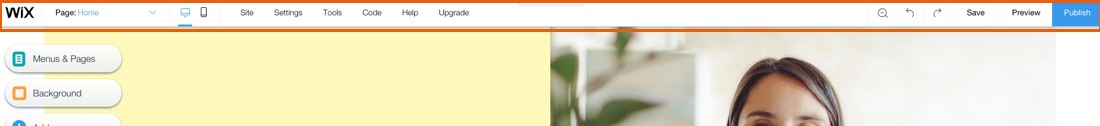 WiX Page: Home Site Settings Tools Code Help Upgrade Save Preview Publish
Menus & Pages
Background